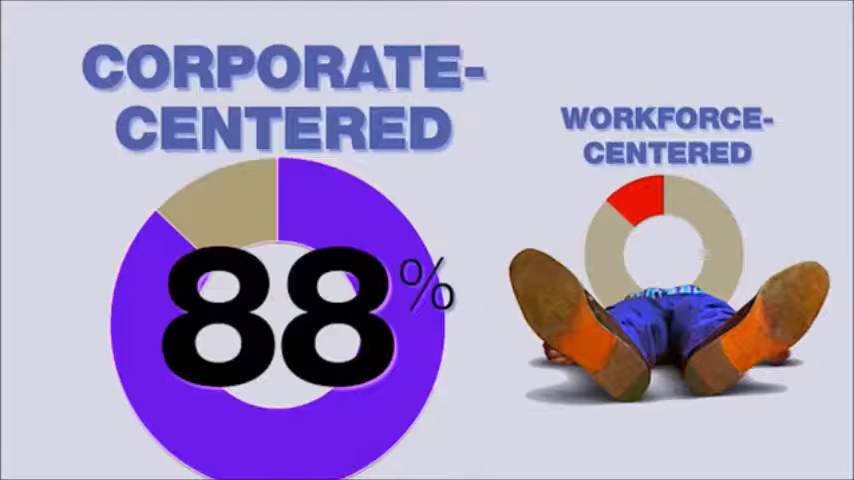 CORPORATE-
CENTERED
88%
WORKFORCE-
CENTERED